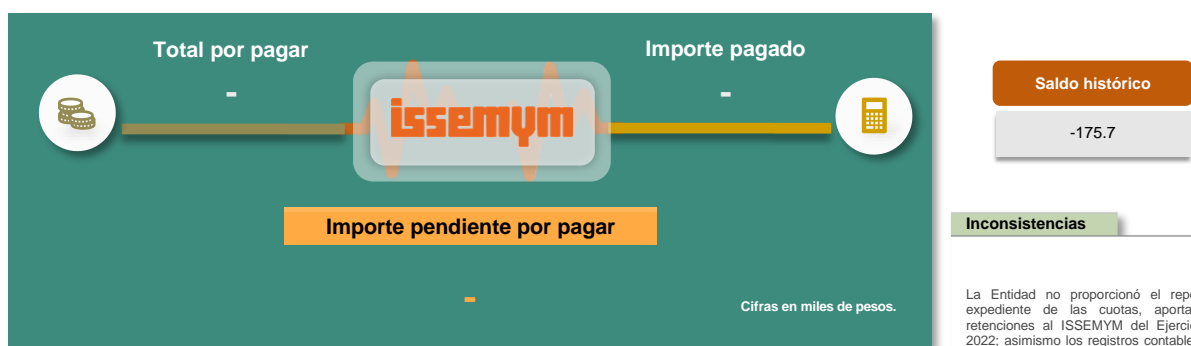 Total por pagar
Importe pagado
-
-
issemym
Importe pendiente por pagar
-
Cifras en miles de pesos.
Saldo histórico
-175.7
Inconsistencias
La Entidad no proporcionó el
expediente de las cuotas,
retenciones al ISSEMYM del
2022; asimismo los registros